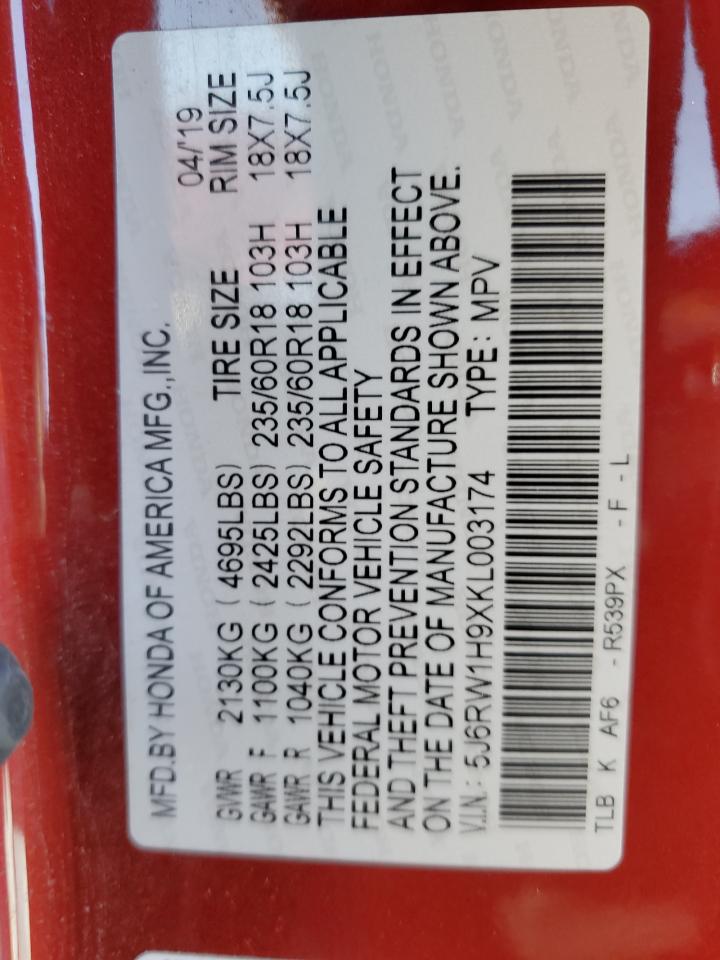 MFD.BY HONDA OF AMERICA MFG.,INC. 04/'19
GVWR 2130KG ( 4695LBS) TIRE SIZE RIM SIZE
GAWR F 1100KG ( 2425LBS) 235/60R18 103H 18X7.5J
GAWR R 1040KG ( 2292LBS) 235/60R18 103H 18X7.5J
THIS VEHICLE CONFORMS TO ALL APPLICABLE
FEDERAL MOTOR VEHICLE SAFETY
AND THEFT PREVENTION STANDARDS IN EFFECT
ON THE DATE OF MANUFACTURE SHOWN ABOVE.
V.I.N.: 5J6RW1H9XKL003174 TYPE: MPV
TLB K AF6 - R539PX - F - L